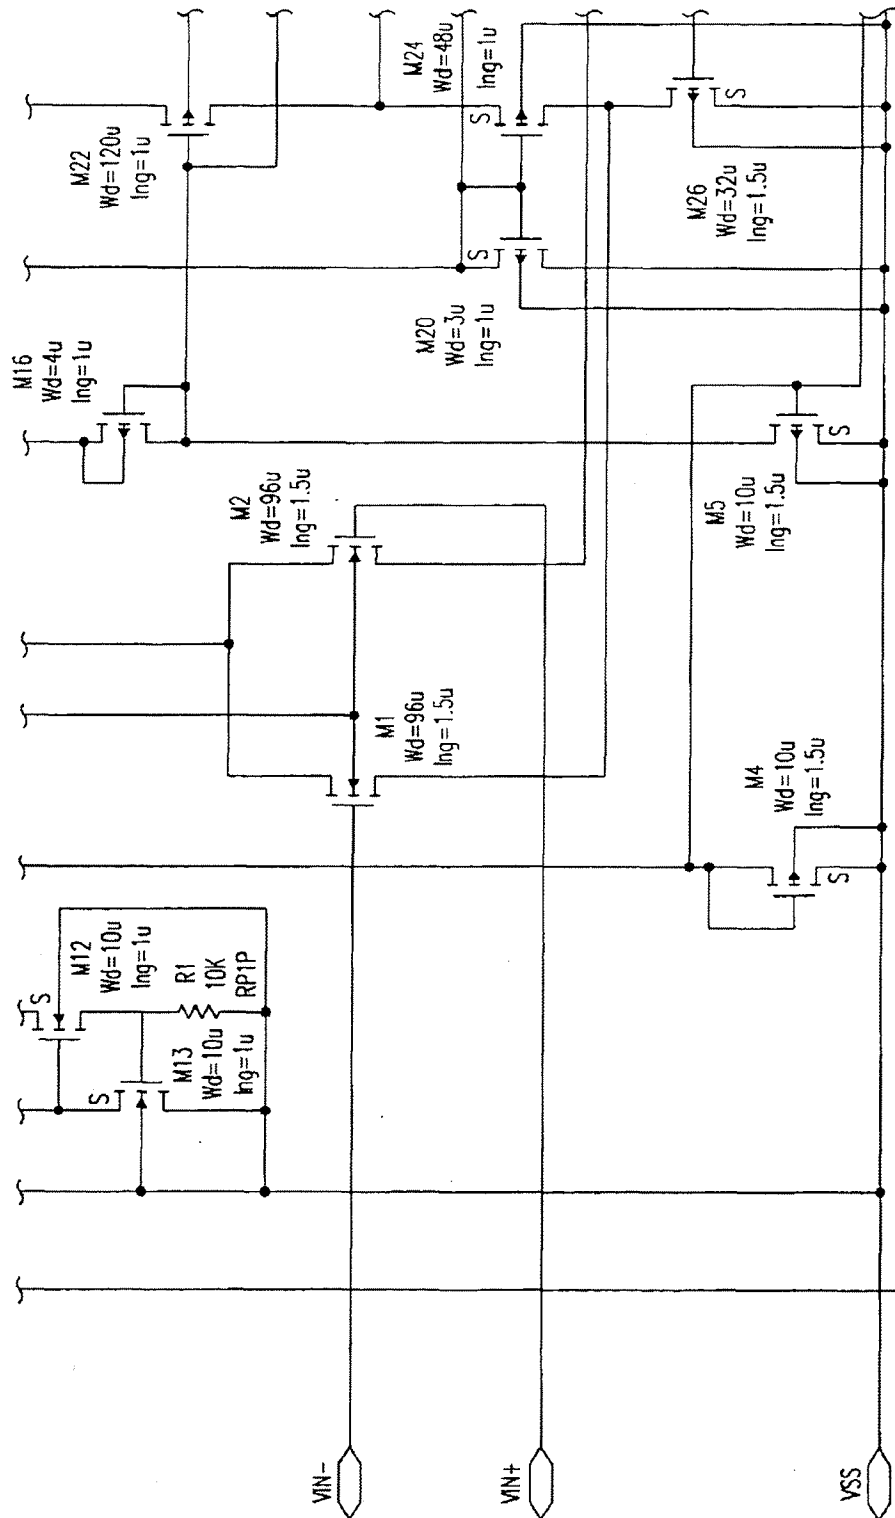 M12
Wd=10u
lng=1u
S
M13
Wd=10u
lng=1u
S
R1
10K
RP1P
M16
Wd=4u
lng=1u
M22
Wd=120u
lng=1u
M2
Wd=96u
lng=1.5u
M1
Wd=96u
lng=1.5u
M20
Wd=3u
lng=1u
S
M24
Wd=48u
lng=1u
S
M4
Wd=10u
lng=1.5u
S
M5
Wd=10u
lng=1.5u
S
M26
Wd=32u
lng=1.5u
S
VIN-
VIN+
VSS